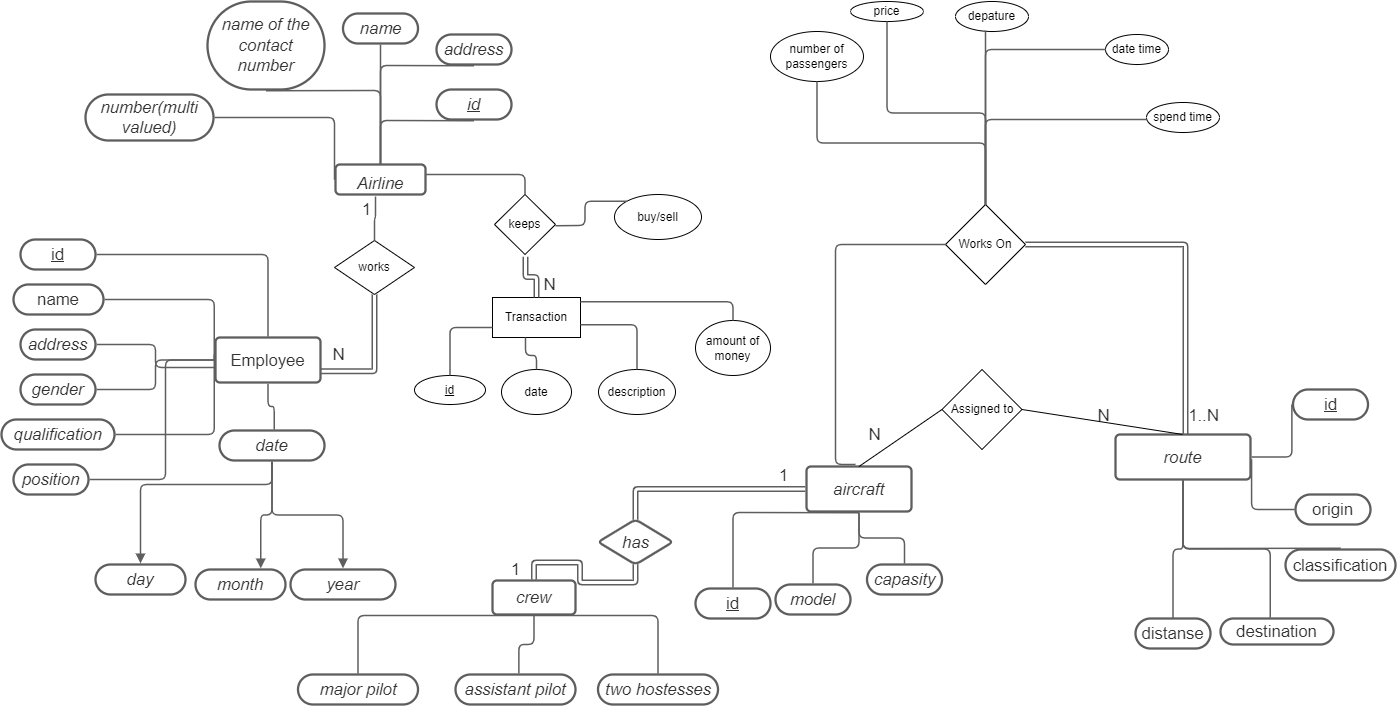 name of the
contact
number
name
address
id
number(multi
valued)
Airline
1
works
keeps
buy/sell
N
Transaction
id
date
description
amount of
money
id
name
address
gender
qualification
position
Employee
N
date
day
month
year
price
depature
number of
passengers
date time
spend time
Works On
Assigned to
N
N
1..N
route
id
origin
classification
distanse
destination
aircraft
1
has
1
crew
id
model
capasity
major pilot
assistant pilot
two hostesses